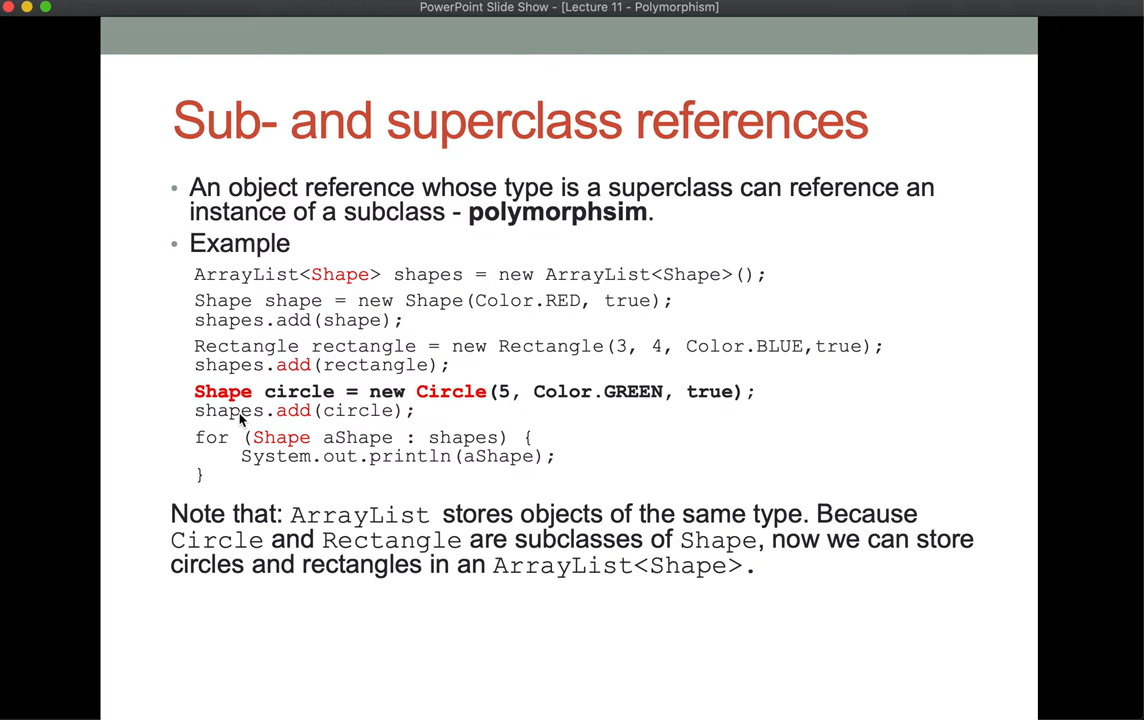 PowerPoint Slide Show - [Lecture 11 - Polymorphism]
Sub- and superclass references
• An object reference whose type is a superclass can reference an
instance of a subclass - polymorphsim.
• Example
ArrayList<Shape> shapes = new ArrayList<Shape>();
Shape shape = new Shape(Color.RED, true);
shapes.add(shape);
Rectangle rectangle = new Rectangle(3, 4, Color.BLUE,true);
shapes.add(rectangle);
Shape circle = new Circle(5, Color.GREEN, true);
shapes.add(circle);
for (Shape aShape : shapes) {
System.out.println(aShape);
}
Note that: ArrayList stores objects of the same type. Because
Circle and Rectangle are subclasses of Shape, now we can store
circles and rectangles in an ArrayList<Shape>.